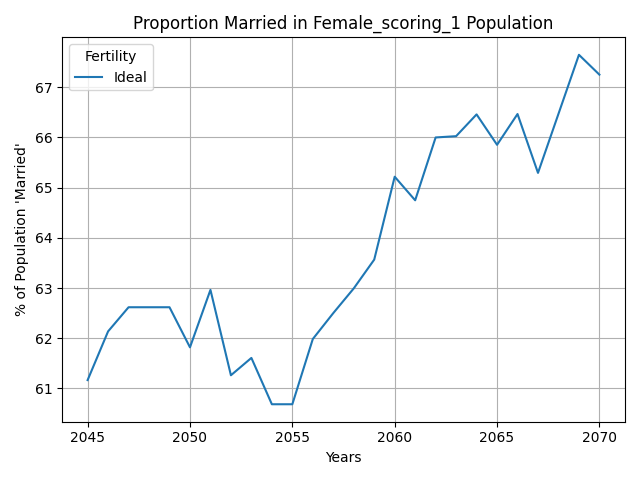 Proportion Married in Female_scoring_1 Population
Fertility
Ideal
% of Population 'Married'
67
66
65
64
63
62
61
2045 2050 2055 2060 2065 2070
Years